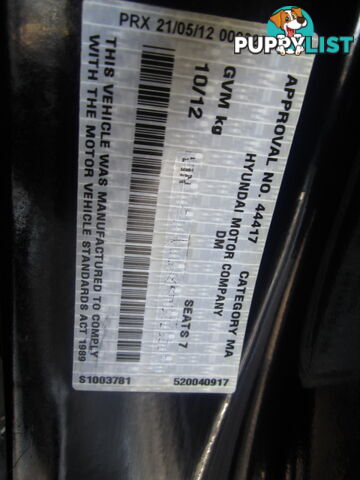 PUPPYLIST
APPROVAL NO. 44417
CATEGORY MA
HYUNDAI MOTOR COMPANY
DM
GVM kg
10/12
SEATS 7
THIS VEHICLE WAS MANUFACTURED TO COMPLY
WITH THE MOTOR VEHICLE STANDARDS ACT 1989
PRX 21/05/12
S1003781
520040917